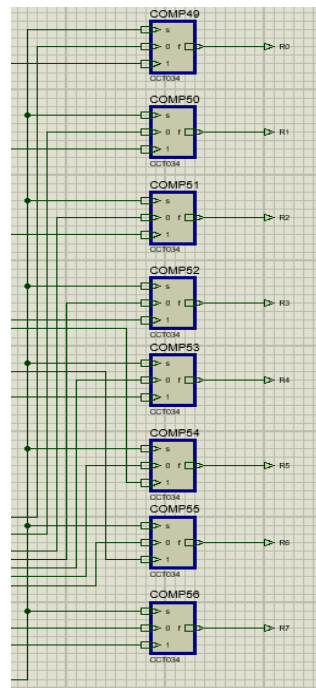 COMP49
s
0 f R0
1
CCT034
COMP50
s
0 f R1
1
CCT034
COMP51
s
0 f R2
1
CCT034
COMP52
s
0 f R3
1
CCT034
COMP53
s
0 f R4
1
CCT034
COMP54
s
0 f R5
1
CCT034
COMP55
s
0 f R6
1
CCT034
COMP56
s
0 f R7
1
CCT034